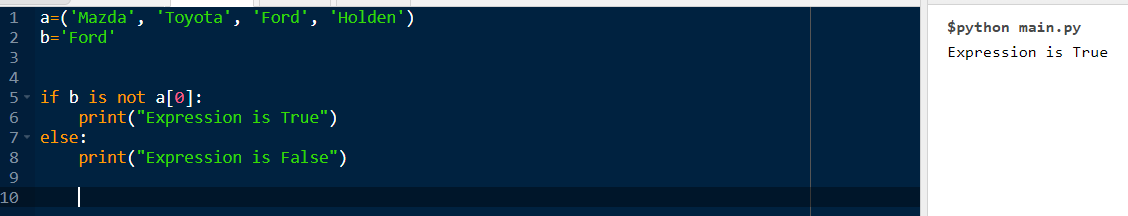 1 a=('Mazda', 'Toyota', 'Ford', 'Holden')
2 b='Ford'
3
4
5 if b is not a[0]:
6     print("Expression is True")
7 else:
8     print("Expression is False")
9
10
$python main.py
Expression is True